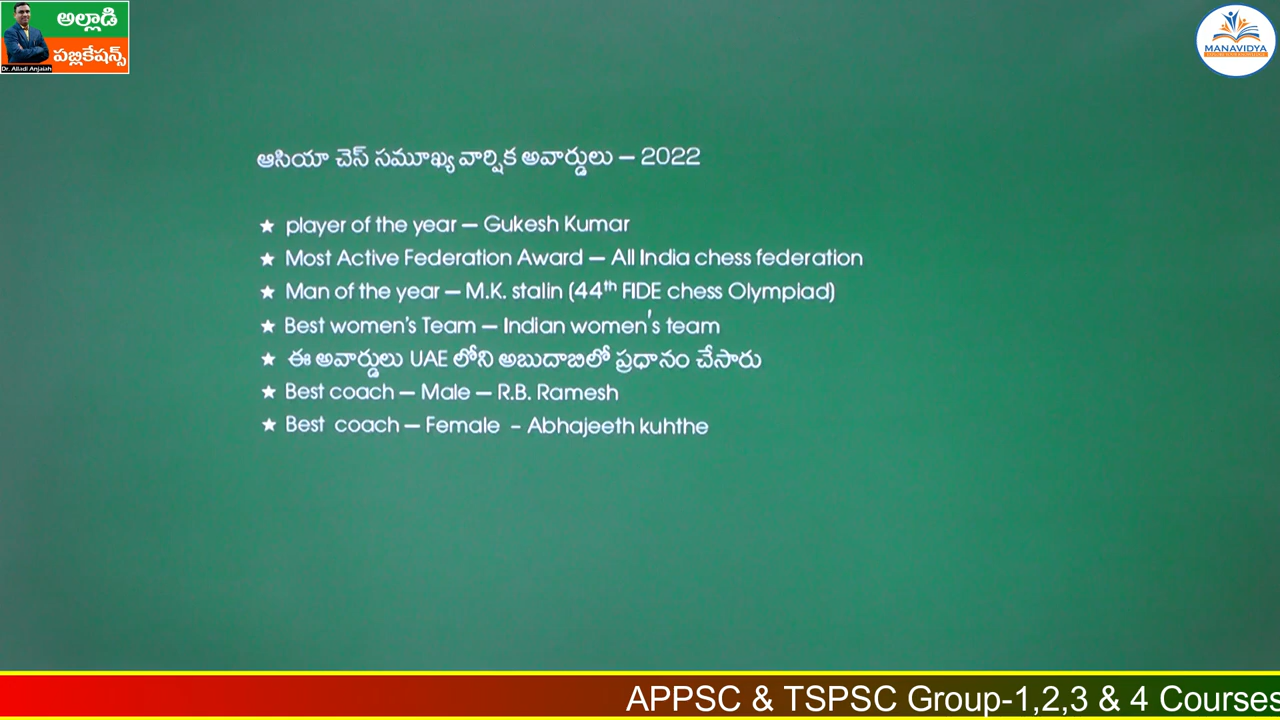 అల్లాడి
పబ్లికేషన్స్
Dr. Alladi Anjaiah
MANAVIDYA
ఆసియా చెస్ సమూఖ్య వార్షిక అవార్డులు – 2022
★ player of the year – Gukesh Kumar
★ Most Active Federation Award – All India chess federation
★ Man of the year – M.K. stalin (44th FIDE chess Olympiad)
★ Best women's Team – Indian women's team
★ ఈ అవార్డులు UAE లోని అబుదాబిలో ప్రధానం చేసారు
★ Best coach – Male – R.B. Ramesh
★ Best coach – Female - Abhajeeth kuhthe
APPSC & TSPSC Group-1,2,3 & 4 Courses